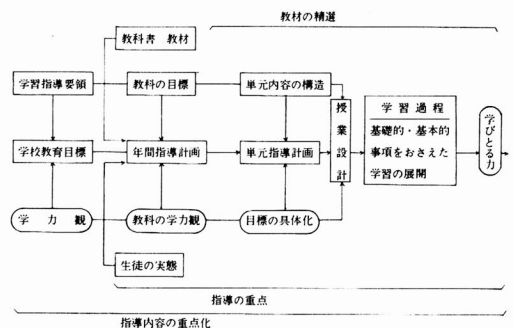 教材の精選
教科書 教材
学習指導要領
教科の目標
単元内容の構造
学校教育目標
年間指導計画
単元指導計画
授業設計
学習過程
基礎的・基本的
事項をおさえた
学習の展開
学びとる力
学力観
教科の学力観
目標の具体化
生徒の実態
指導の重点
指導内容の重点化